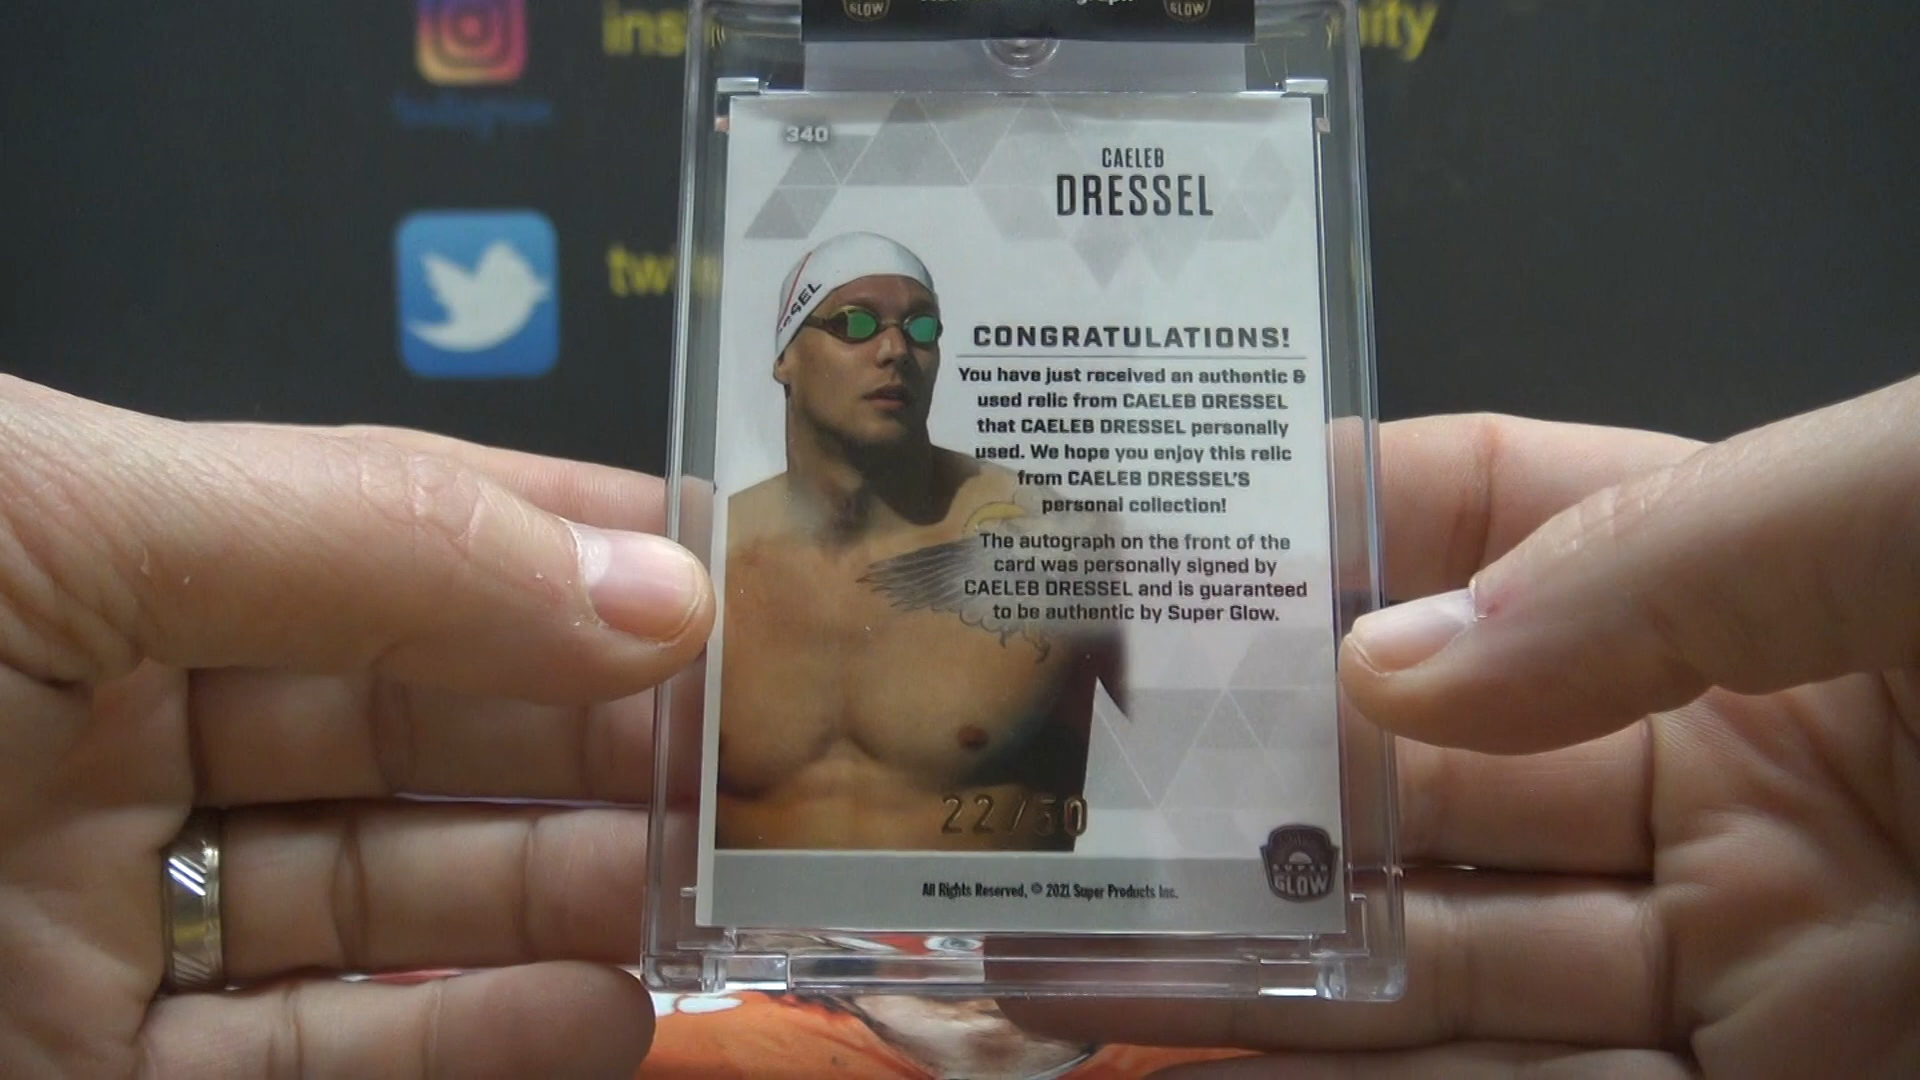 GLOW
GLOW
340
CAELEB
DRESSEL
CONGRATULATIONS!
You have just received an authentic &
used relic from CAELEB DRESSEL
that CAELEB DRESSEL personally
used. We hope you enjoy this relic
from CAELEB DRESSEL'S
personal collection!
The autograph on the front of the
card was personally signed by
CAELEB DRESSEL and is guaranteed
to be authentic by Super Glow.
22/50
SUPER
GLOW
All Rights Reserved, © 2021 Super Products Inc.